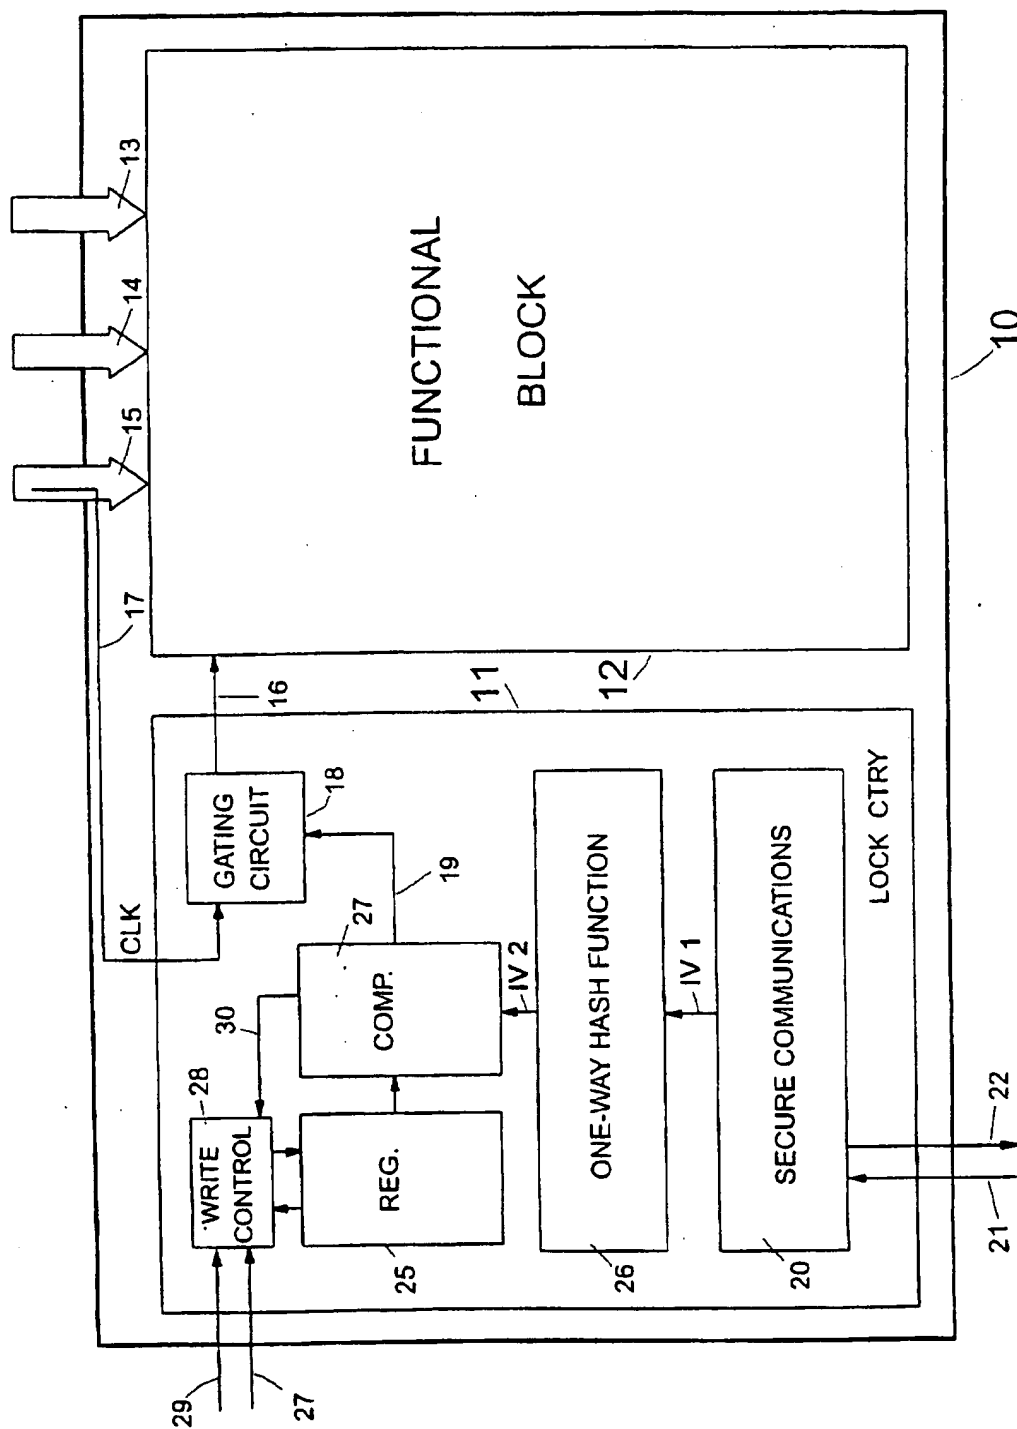 CLK
17
15
14
13
29
27
WRITE
CONTROL
28
30
GATING
CIRCUIT
16
18
27
REG.
COMP.
25
19
FUNCTIONAL
BLOCK
11
12
IV 2
ONE-WAY HASH FUNCTION
26
IV 1
SECURE COMMUNICATIONS
20
LOCK CTRY
21
22
10